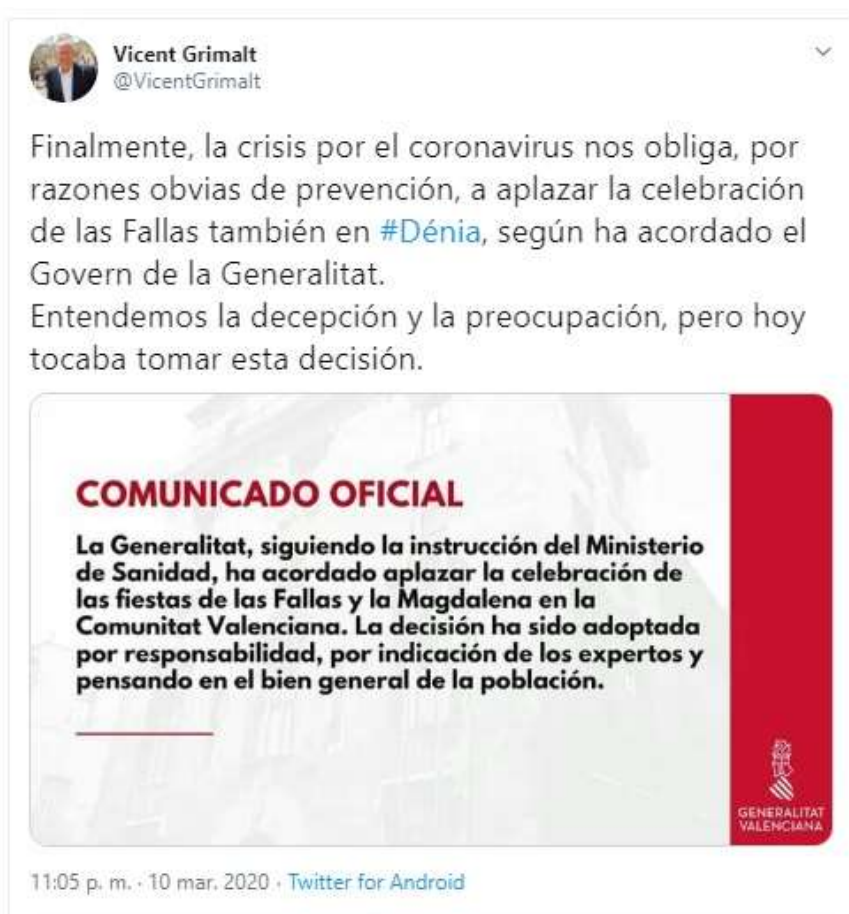 Vicent Grimalt
@VicentGrimalt
Finalmente, la crisis por el coronavirus nos obliga, por
razones obvias de prevención, a aplazar la celebración
de las Fallas también en #Dénia, según ha acordado el
Govern de la Generalitat.
Entendemos la decepción y la preocupación, pero hoy
tocaba tomar esta decisión.
COMUNICADO OFICIAL
La Generalitat, siguiendo la instrucción del Ministerio
de Sanidad, ha acordado aplazar la celebración de
las fiestas de las Fallas y la Magdalena en la
Comunitat Valenciana. La decisión ha sido adoptada
por responsabilidad, por indicación de los expertos y
pensando en el bien general de la población.
GENERALITAT
VALENCIANA
11:05 p. m. · 10 mar. 2020 · Twitter for Android